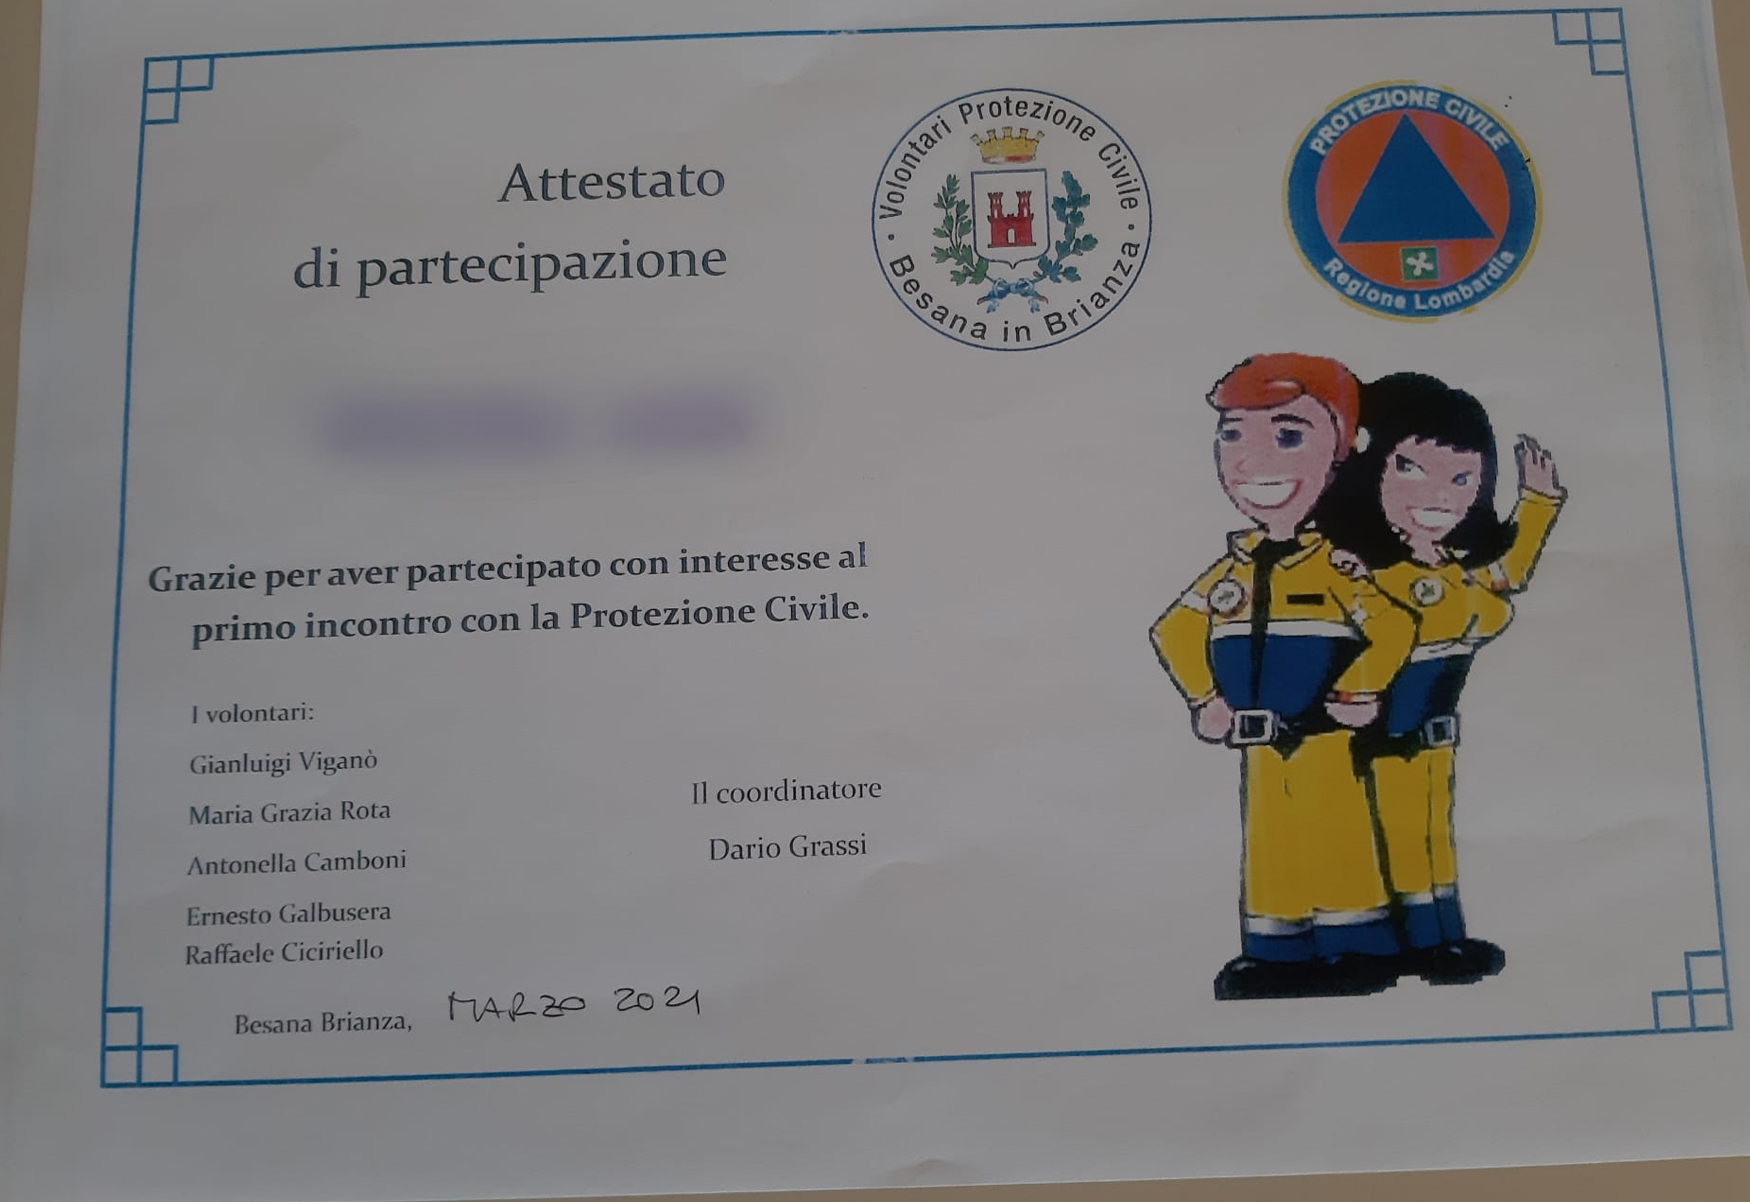 Attestato
di partecipazione
· Volontari Protezione Civile ·
Besana in Brianza
PROTEZIONE CIVILE
Regione Lombardia
Grazie per aver partecipato con interesse al
primo incontro con la Protezione Civile.
I volontari:
Gianluigi Viganò
Maria Grazia Rota
Antonella Camboni
Ernesto Galbusera
Raffaele Ciciriello
Il coordinatore
Dario Grassi
Besana Brianza, MARZO 2021